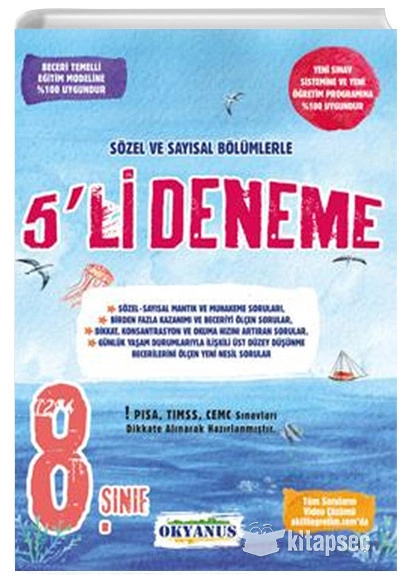 BECERİ TEMELLİ
EĞİTİM MODELİNE
%100 UYGUNDUR
YENİ SINAV
SİSTEMİNE VE YENİ
ÖĞRETİM PROGRAMINA
%100 UYGUNDUR
SÖZEL VE SAYISAL BÖLÜMLERLE
5'Lİ DENEME
SÖZEL-SAYISAL MANTIK VE MUHAKEME SORULARI,
BİRDEN FAZLA KAZANIMI VE BECERİYİ ÖLÇEN SORULAR,
DİKKAT, KONSANTRASYON VE OKUMA HIZINI ARTIRAN SORULAR,
GÜNLÜK YAŞAM DURUMLARIYLA İLİŞKİLİ ÜST DÜZEY DÜŞÜNME
BECERİLERİNİ ÖLÇEN YENİ NESİL SORULAR
! PISA, TIMSS, CEMC Sınavları
Dikkate Alınarak Hazırlanmıştır.
8.
SINIF
OKYANUS
Tüm Soruların
Video Çözümü
akilliogretim.com'da
kitapseç